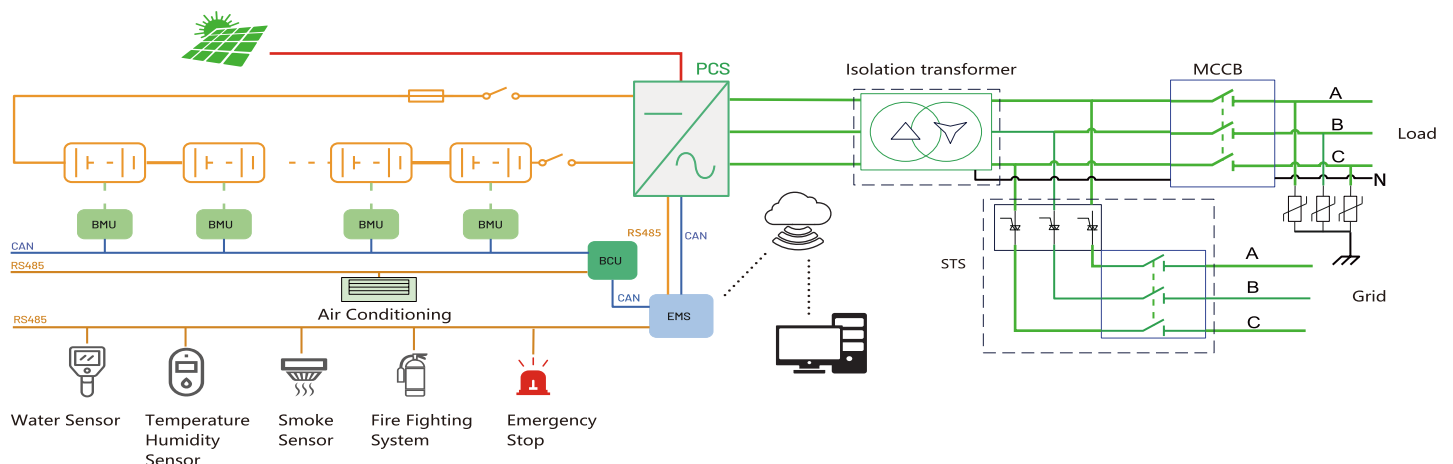 PCS
Isolation transformer
MCCB
A
B
Load
C
N
BMU
BMU
BMU
BMU
RS485
CAN
CAN
RS485
BCU
STS
A
B
Grid
C
CAN
EMS
Air Conditioning
RS485
Water Sensor
Temperature
Humidity
Sensor
Smoke
Sensor
Fire Fighting
System
Emergency
Stop